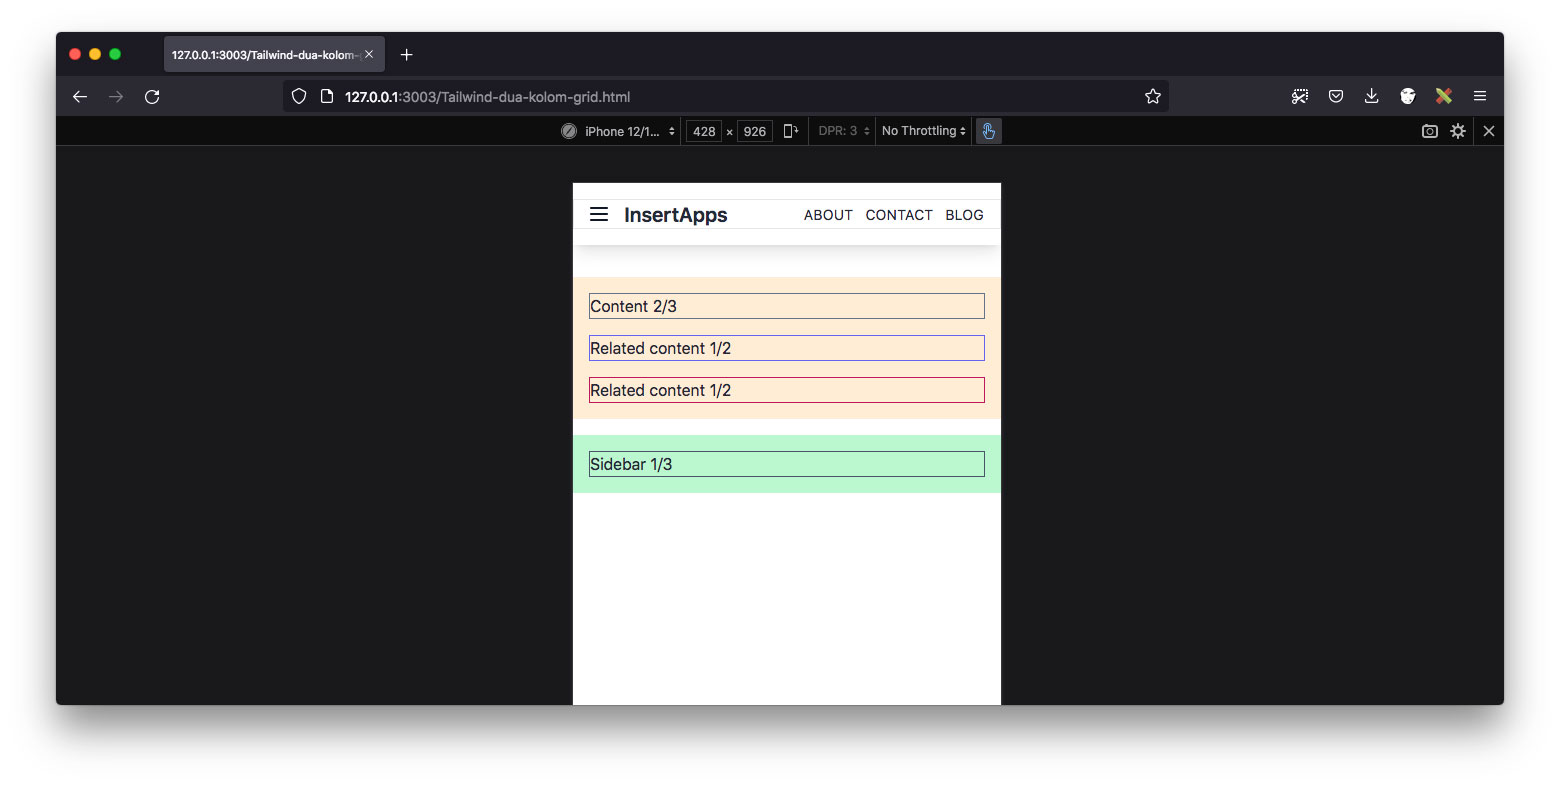 127.0.0.1:3003/Tailwind-dua-kolom-
127.0.0.1:3003/Tailwind-dua-kolom-grid.html
iPhone 12/1... 428 × 926 DPR: 3 No Throttling
InsertApps ABOUT CONTACT BLOG
Content 2/3
Related content 1/2
Related content 1/2
Sidebar 1/3